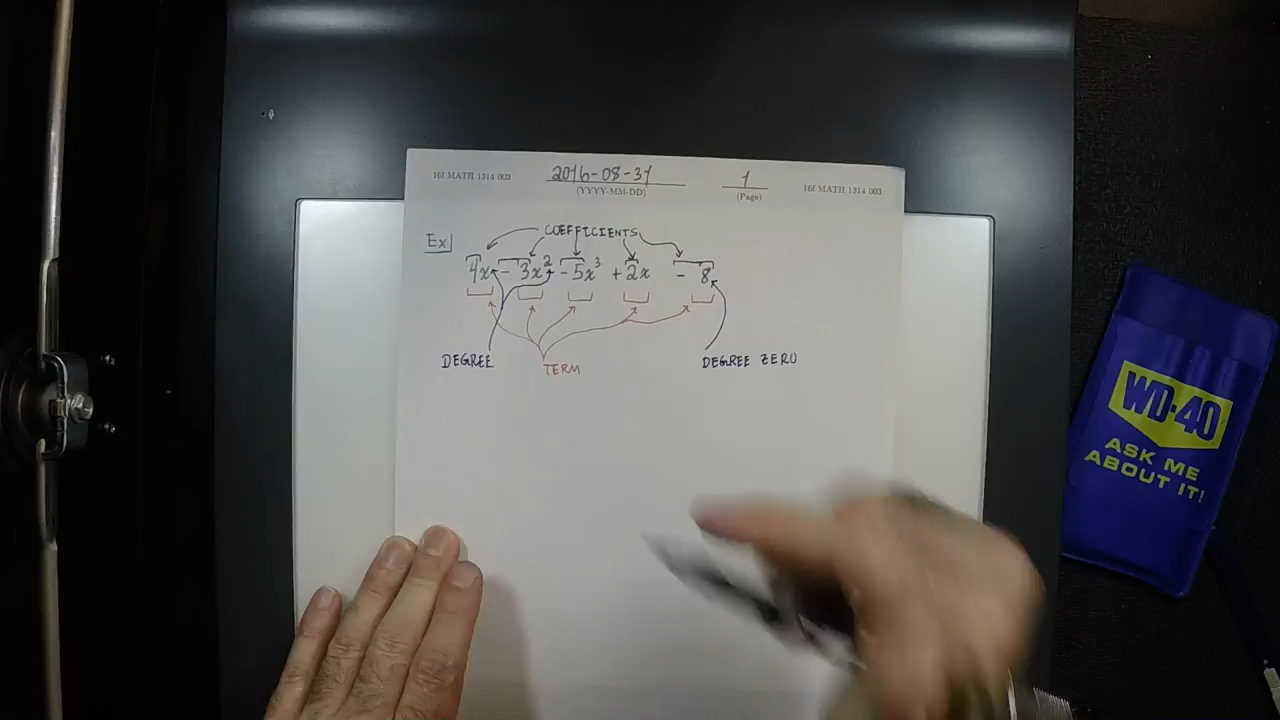 16f MATH 1314 003 2016-08-31 1 16f MATH 1314 003
(YYYY-MM-DD) (Page)
COEFFICIENTS
Ex
4x - 3x² - 5x³ + 2x - 8
DEGREE TERM DEGREE ZERO
WD-40
ASK ME
ABOUT IT!